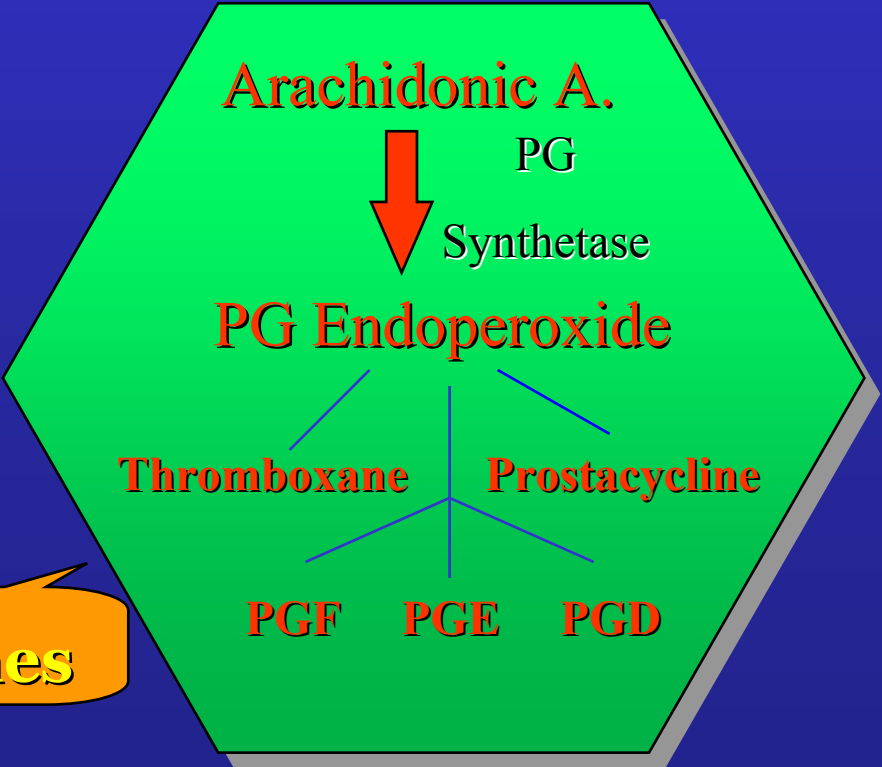 Arachidonic A.
PG
Synthetase
PG Endoperoxide
Thromboxane Prostacycline
PGF PGE PGD